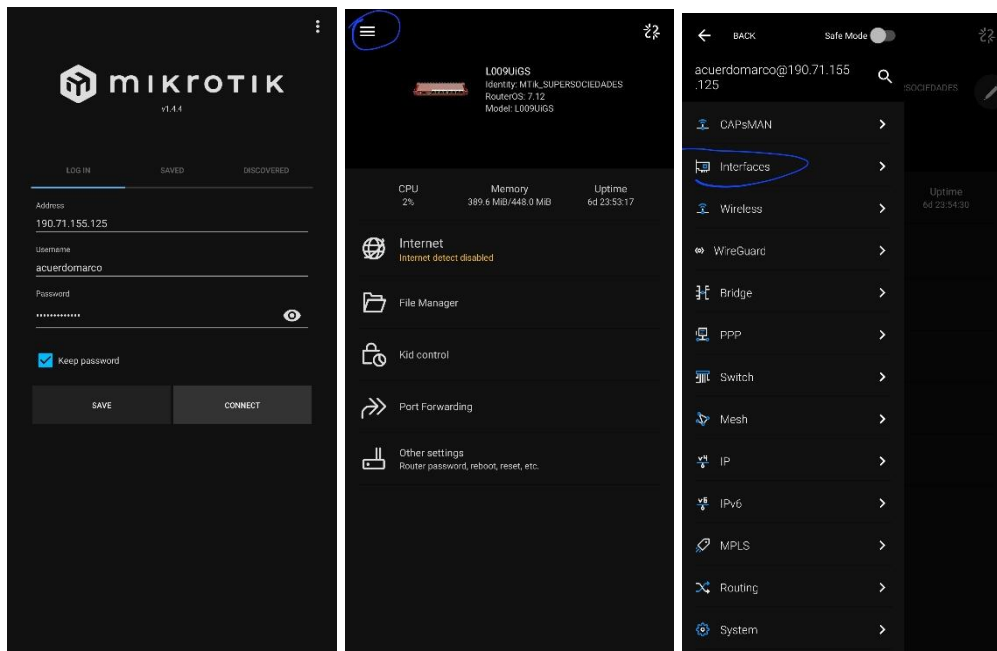 mikrotik
v1.4.4
LOG IN SAVED DISCOVERED
Address
190.71.155.125
Username
acuerdomarco
Password
•••••••••••••
Keep password
SAVE CONNECT
L009UiGS
Identity: MTik_SUPERSOCIEDADES
RouterOS: 7.12
Model: L009UiGS
CPU Memory Uptime
2% 389.6 MiB/448.0 MiB 6d 23:53:17
Internet
Internet detect disabled
File Manager
Kid control
Port Forwarding
Other settings
Router password, reboot, reset, etc.
BACK Safe Mode
acuerdomarco@190.71.155
.125
RSOCIEDADES
CAPsMAN
Interfaces
Wireless
Uptime
6d 23:54:30
WireGuard
Bridge
PPP
Switch
Mesh
IP
IPv6
MPLS
Routing
System